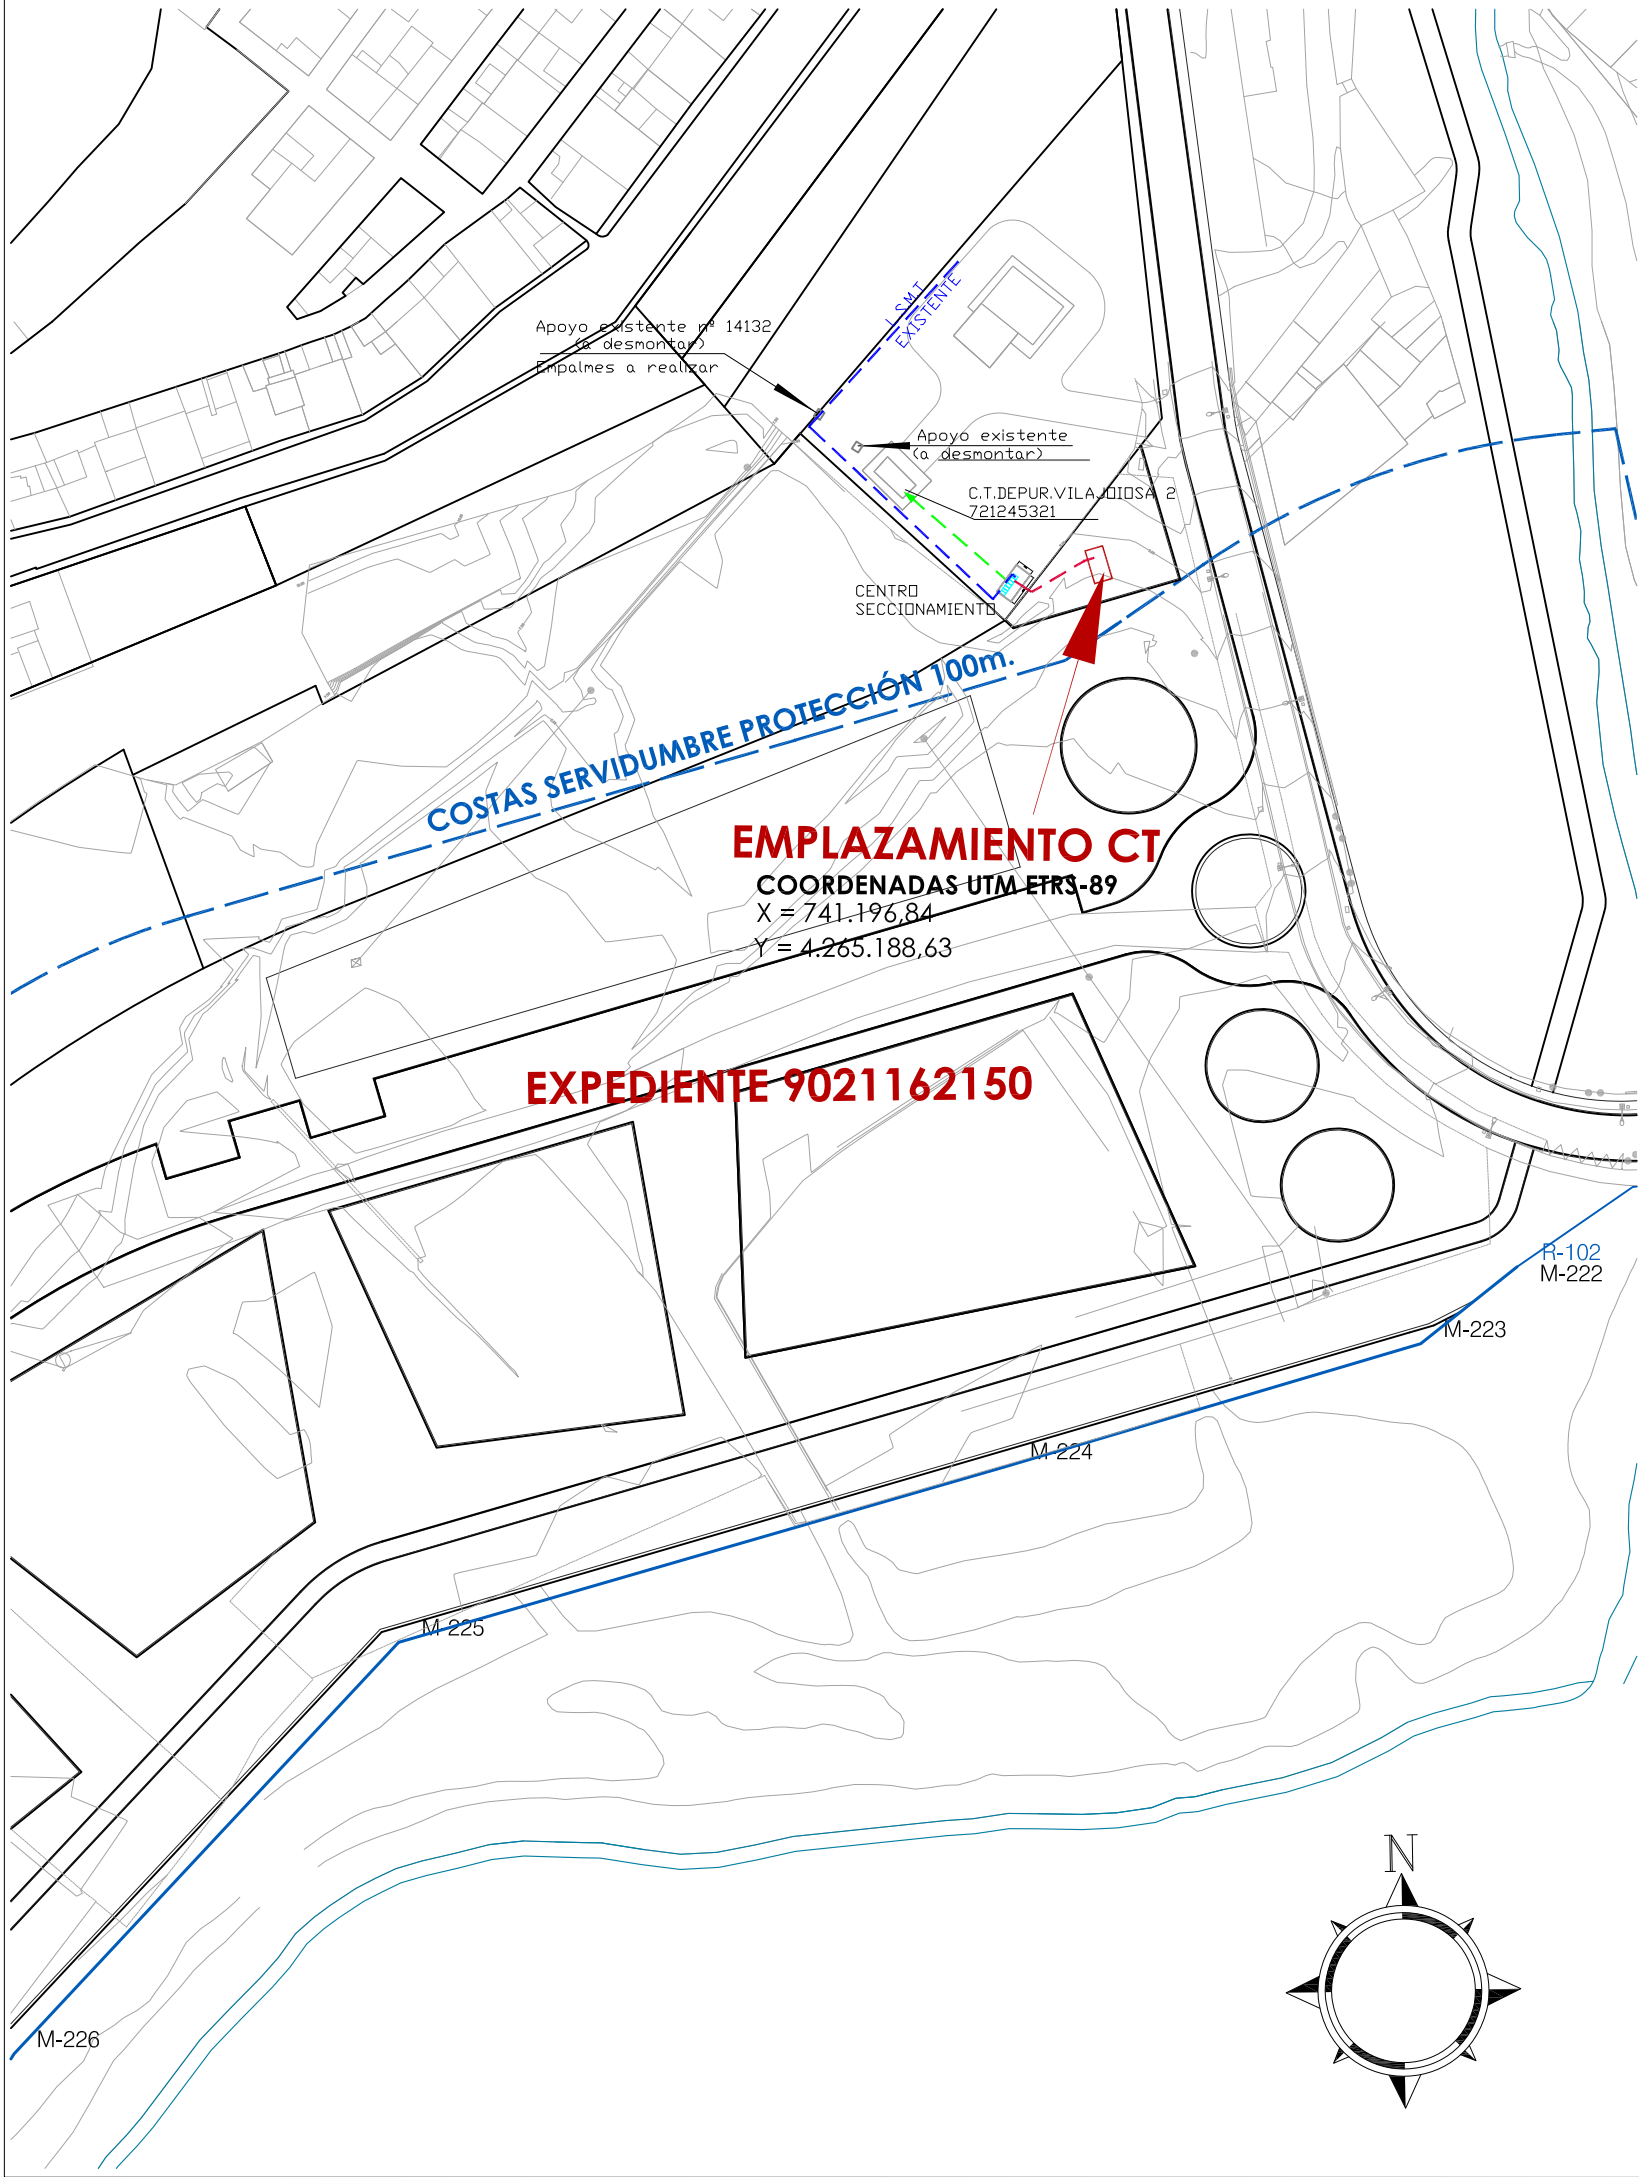 L.S.M.T.
EXISTENTE
Apoyo existente nº 14132
(a desmontar)
Empalmes a realizar
Apoyo existente
(a desmontar)
C.T.DEPUR.VILAJOIOSA 2
721245321
CENTRO
SECCIONAMIENTO
COSTAS SERVIDUMBRE PROTECCIÓN 100m.
EMPLAZAMIENTO CT
COORDENADAS UTM ETRS-89
X = 741.196,84
Y = 4.265.188,63
EXPEDIENTE 9021162150
R-102
M-222
M-223
M-224
M-225
M-226
N